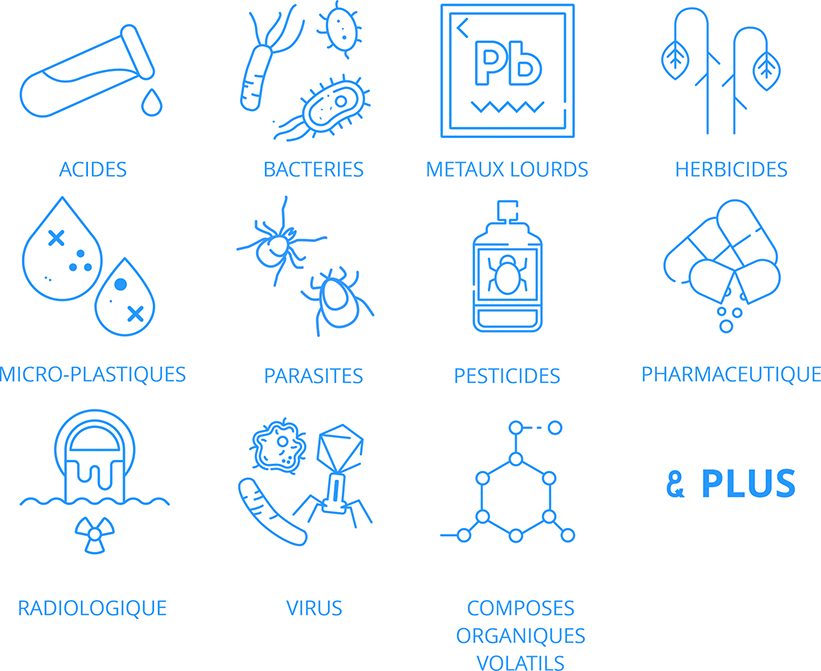 Pb
ACIDES
BACTERIES
METAUX LOURDS
HERBICIDES
MICRO-PLASTIQUES
PARASITES
PESTICIDES
PHARMACEUTIQUE
& PLUS
RADIOLOGIQUE
VIRUS
COMPOSES
ORGANIQUES
VOLATILS